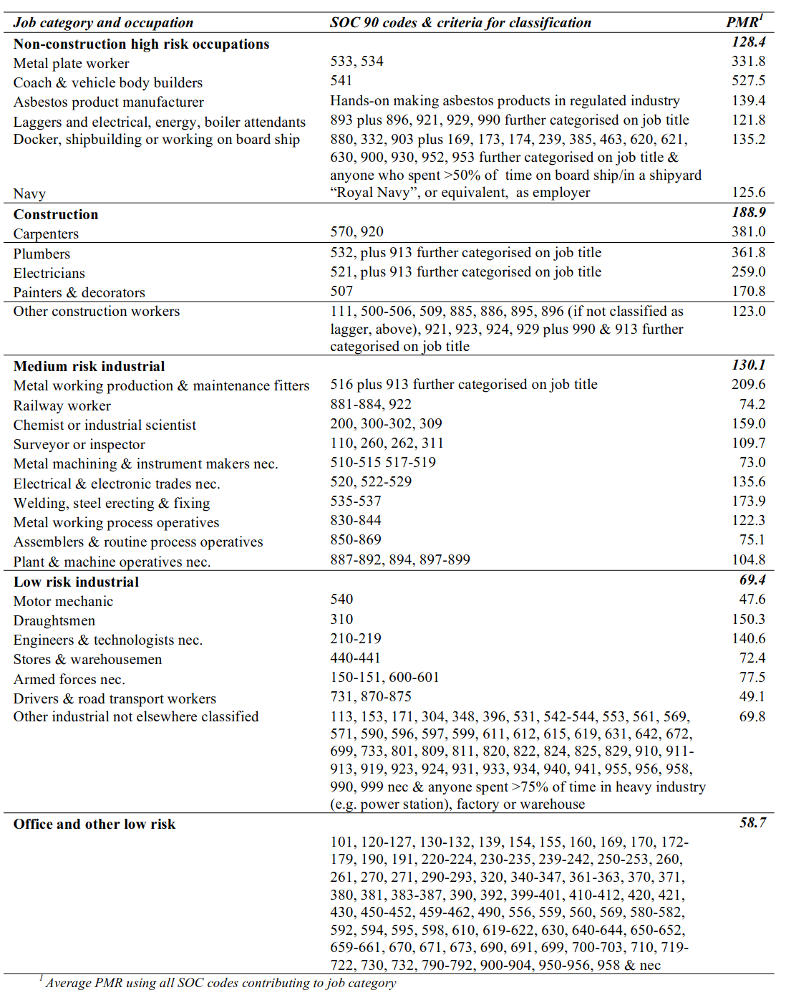 Job category and occupation SOC 90 codes & criteria for classification PMR1
Non-construction high risk occupations 128.4
Metal plate worker 533, 534 331.8
Coach & vehicle body builders 541 527.5
Asbestos product manufacturer Hands-on making asbestos products in regulated industry 139.4
Laggers and electrical, energy, boiler attendants 893 plus 896, 921, 929, 990 further categorised on job title 121.8
Docker, shipbuilding or working on board ship 880, 332, 903 plus 169, 173, 174, 239, 385, 463, 620, 621, 135.2
630, 900, 930, 952, 953 further categorised on job title &
anyone who spent >50% of time on board ship/in a shipyard
Navy “Royal Navy”, or equivalent, as employer 125.6
Construction 188.9
Carpenters 570, 920 381.0
Plumbers 532, plus 913 further categorised on job title 361.8
Electricians 521, plus 913 further categorised on job title 259.0
Painters & decorators 507 170.8
Other construction workers 111, 500-506, 509, 885, 886, 895, 896 (if not classified as 123.0
lagger, above), 921, 923, 924, 929 plus 990 & 913 further
categorised on job title
Medium risk industrial 130.1
Metal working production & maintenance fitters 516 plus 913 further categorised on job title 209.6
Railway worker 881-884, 922 74.2
Chemist or industrial scientist 200, 300-302, 309 159.0
Surveyor or inspector 110, 260, 262, 311 109.7
Metal machining & instrument makers nec. 510-515 517-519 73.0
Electrical & electronic trades nec. 520, 522-529 135.6
Welding, steel erecting & fixing 535-537 173.9
Metal working process operatives 830-844 122.3
Assemblers & routine process operatives 850-869 75.1
Plant & machine operatives nec. 887-892, 894, 897-899 104.8
Low risk industrial 69.4
Motor mechanic 540 47.6
Draughtsmen 310 150.3
Engineers & technologists nec. 210-219 140.6
Stores & warehousemen 440-441 72.4
Armed forces nec. 150-151, 600-601 77.5
Drivers & road transport workers 731, 870-875 49.1
Other industrial not elsewhere classified 113, 153, 171, 304, 348, 396, 531, 542-544, 553, 561, 569, 69.8
571, 590, 596, 597, 599, 611, 612, 615, 619, 631, 642, 672,
699, 733, 801, 809, 811, 820, 822, 824, 825, 829, 910, 911-
913, 919, 923, 924, 931, 933, 934, 940, 941, 955, 956, 958,
990, 999 nec & anyone spent >75% of time in heavy industry
(e.g. power station), factory or warehouse
Office and other low risk 58.7
101, 120-127, 130-132, 139, 154, 155, 160, 169, 170, 172-
179, 190, 191, 220-224, 230-235, 239-242, 250-253, 260,
261, 270, 271, 290-293, 320, 340-347, 361-363, 370, 371,
380, 381, 383-387, 390, 392, 399-401, 410-412, 420, 421,
430, 450-452, 459-462, 490, 556, 559, 560, 569, 580-582,
592, 594, 595, 598, 610, 619-622, 630, 640-644, 650-652,
659-661, 670, 671, 673, 690, 691, 699, 700-703, 710, 719-
722, 730, 732, 790-792, 900-904, 950-956, 958 & nec
1 Average PMR using all SOC codes contributing to job category